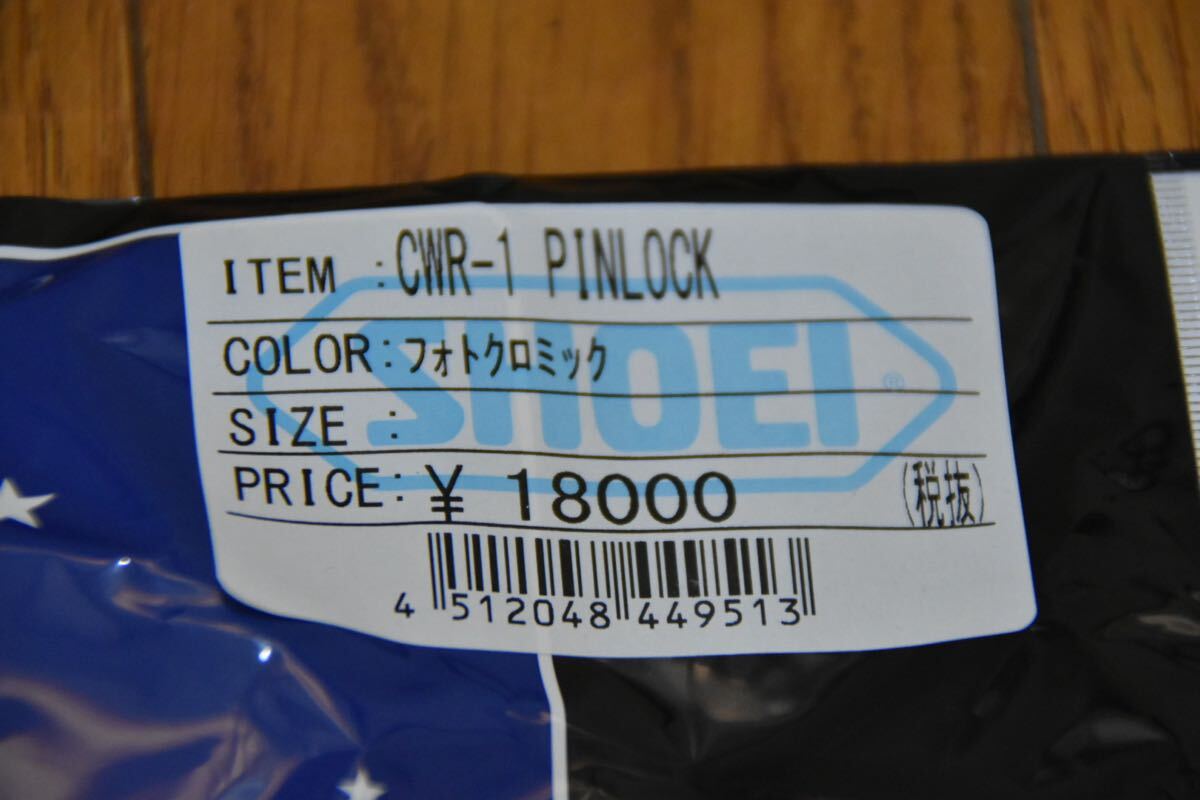 ITEM :CWR-1 PINLOCK
COLOR:フォトクロミック
SHOEI ®
SIZE :
PRICE:¥ 18000 (税抜)
4 512048 449513